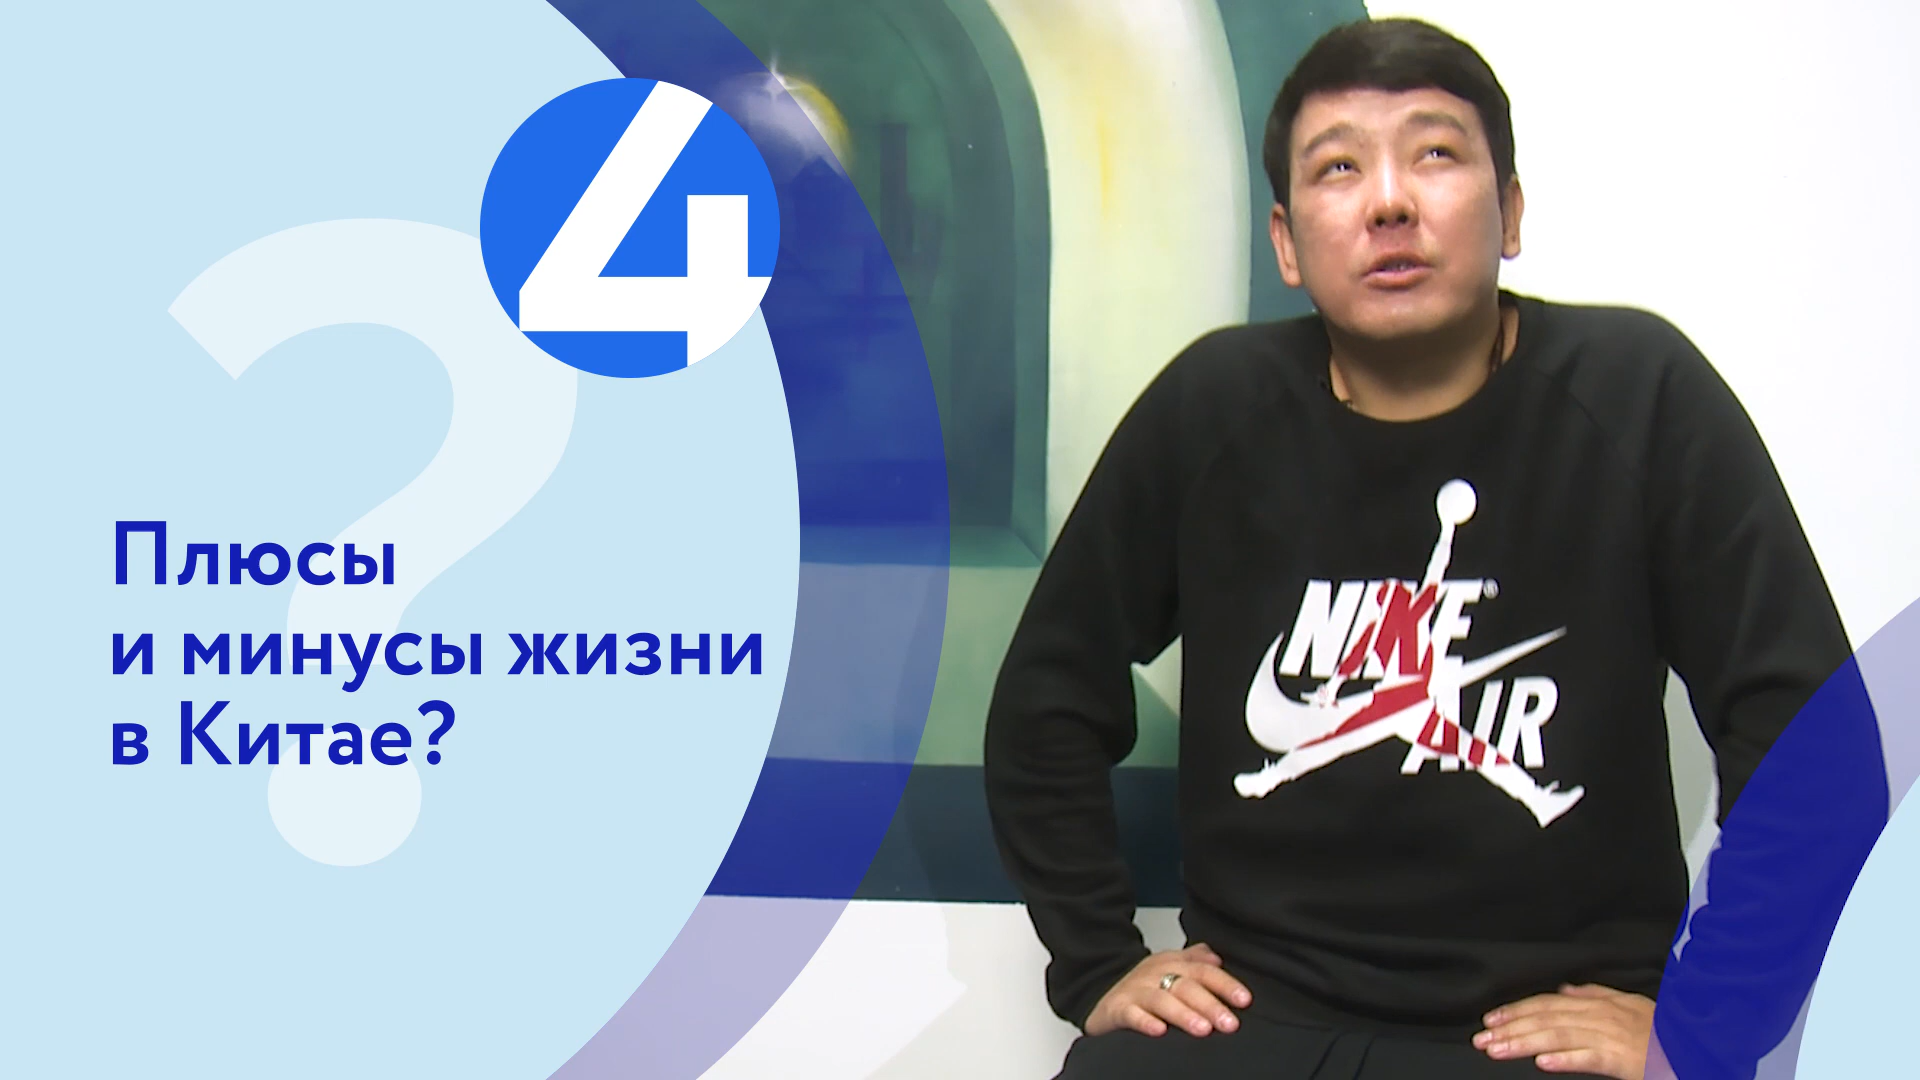 4
Плюсы
и минусы жизни
в Китае?
NIKE®
AIR